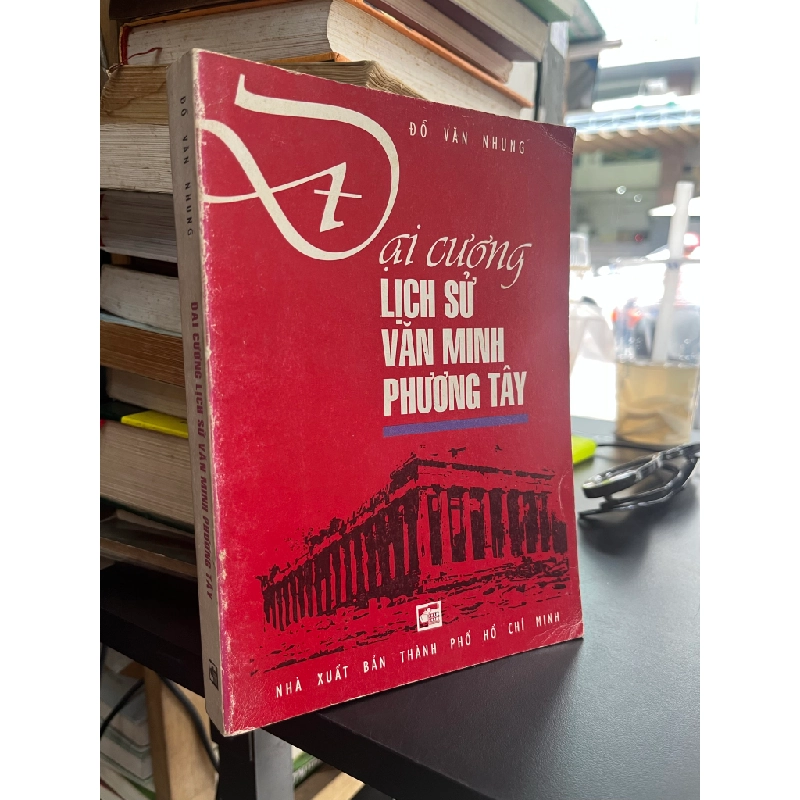 ĐỖ VĂN NHUNG
Đại cương
LỊCH SỬ
VĂN MINH
PHƯƠNG TÂY
NHÀ XUẤT BẢN THÀNH PHỐ HỒ CHÍ MINH
ĐỖ VĂN NHUNG
ĐẠI CƯƠNG LỊCH SỬ VĂN MINH PHƯƠNG TÂY